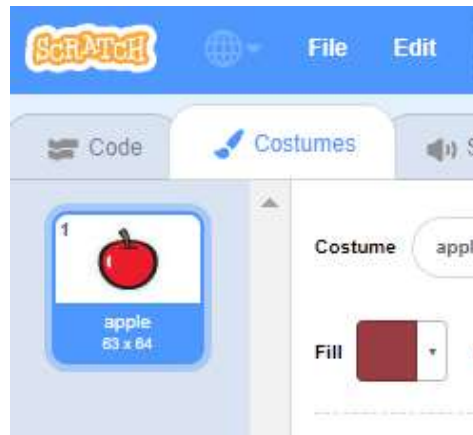 SCRATCH File Edit
Code Costumes S
1
apple
63 x 64
Costume appl
Fill